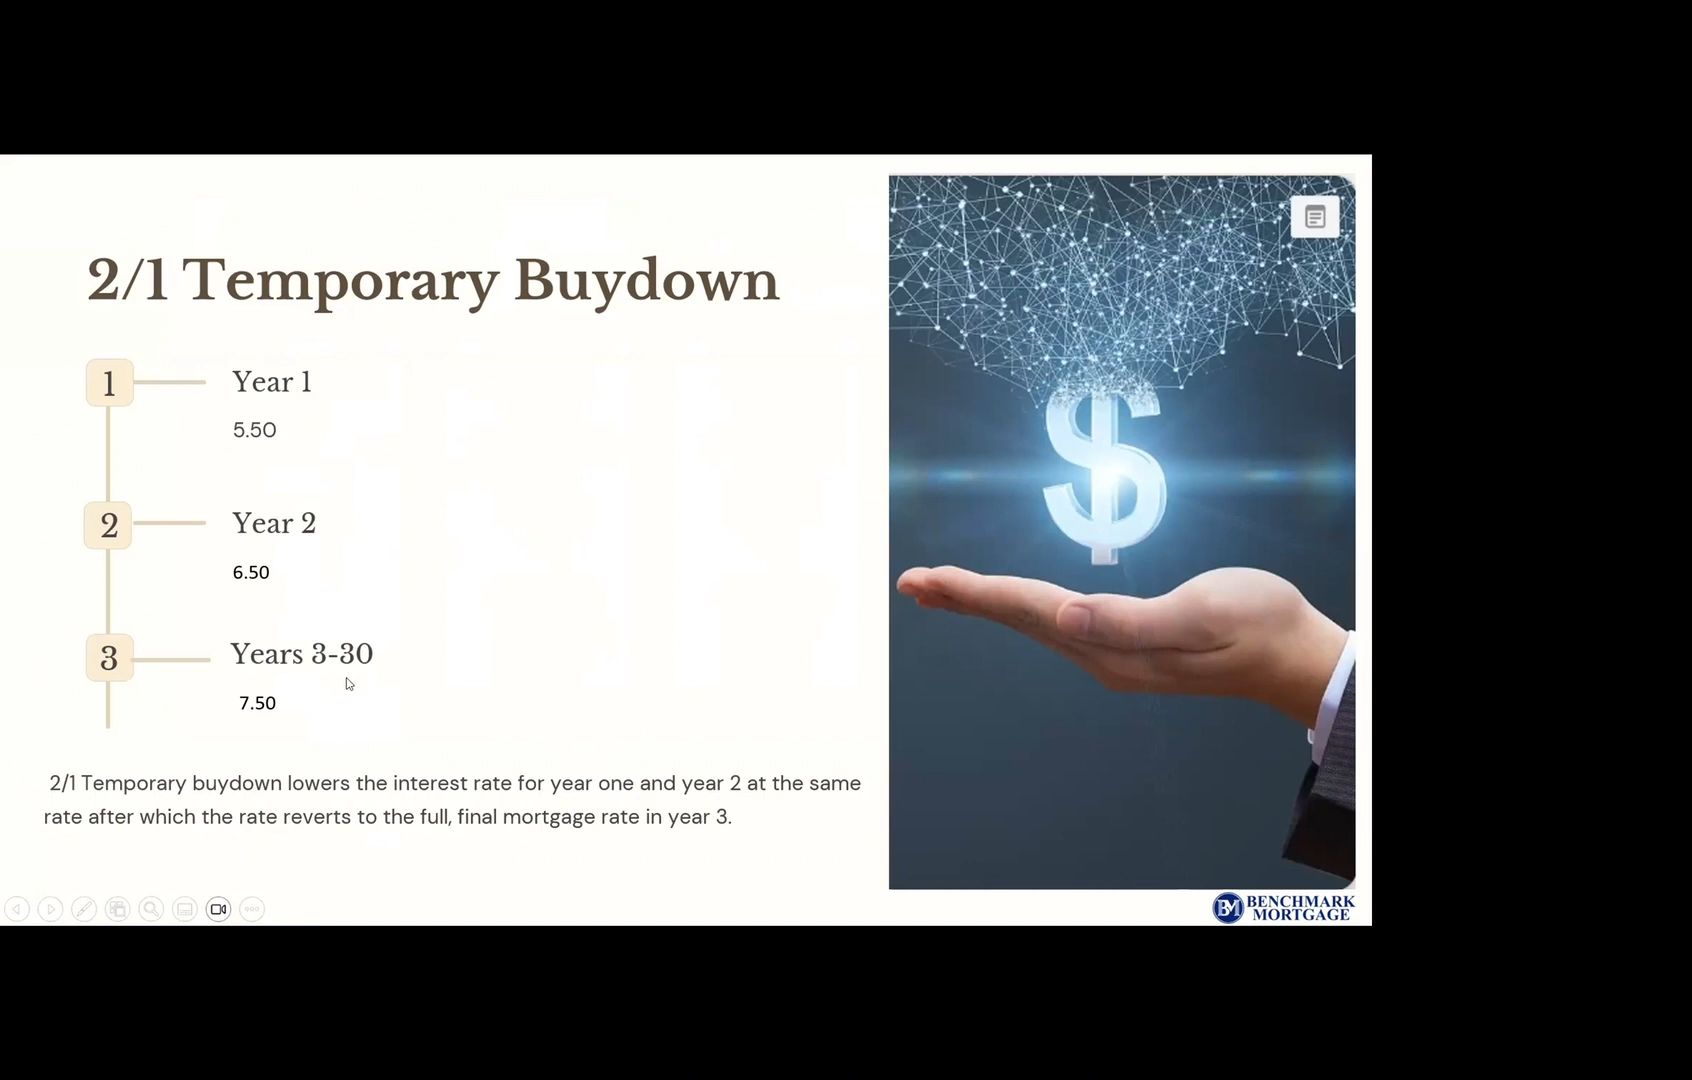 2/1 Temporary Buydown
1
Year 1
5.50
2
Year 2
6.50
3
Years 3-30
7.50
2/1 Temporary buydown lowers the interest rate for year one and year 2 at the same
rate after which the rate reverts to the full, final mortgage rate in year 3.
BM
BENCHMARK
MORTGAGE